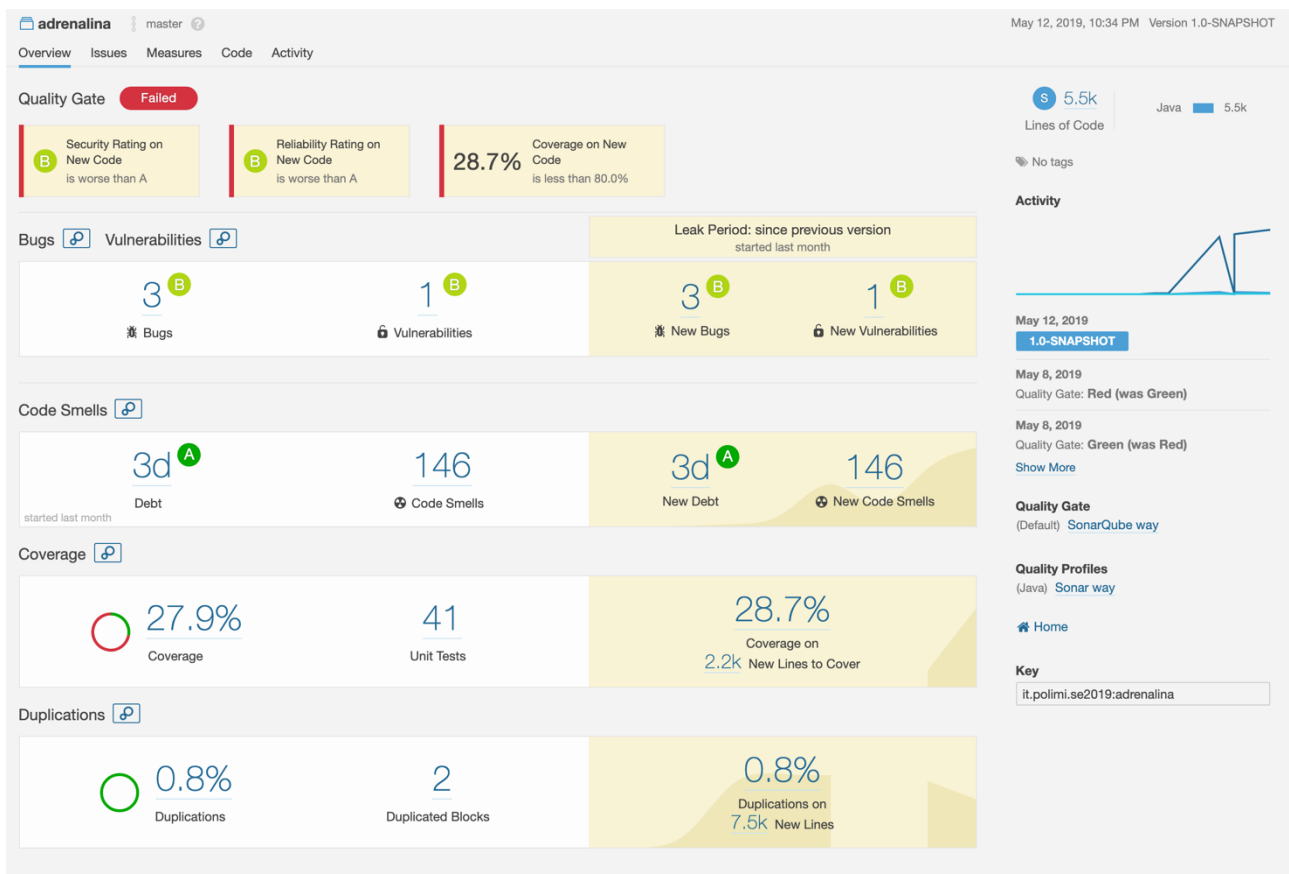 adrenalina master
May 12, 2019, 10:34 PM Version 1.0-SNAPSHOT
Overview Issues Measures Code Activity
Quality Gate Failed
B Security Rating on
New Code
is worse than A
B Reliability Rating on
New Code
is worse than A
28.7% Coverage on New
Code
is less than 80.0%
Bugs Vulnerabilities
Leak Period: since previous version
started last month
3 B
Bugs
1 B
Vulnerabilities
3 B
New Bugs
1 B
New Vulnerabilities
Code Smells
3d A
Debt
started last month
146
Code Smells
3d A
New Debt
146
New Code Smells
Coverage
27.9%
Coverage
41
Unit Tests
28.7%
Coverage on
2.2k New Lines to Cover
Duplications
0.8%
Duplications
2
Duplicated Blocks
0.8%
Duplications on
7.5k New Lines
S 5.5k
Lines of Code
Java 5.5k
No tags
Activity
May 12, 2019
1.0-SNAPSHOT
May 8, 2019
Quality Gate: Red (was Green)
May 8, 2019
Quality Gate: Green (was Red)
Show More
Quality Gate
(Default) SonarQube way
Quality Profiles
(Java) Sonar way
Home
Key
it.polimi.se2019:adrenalina